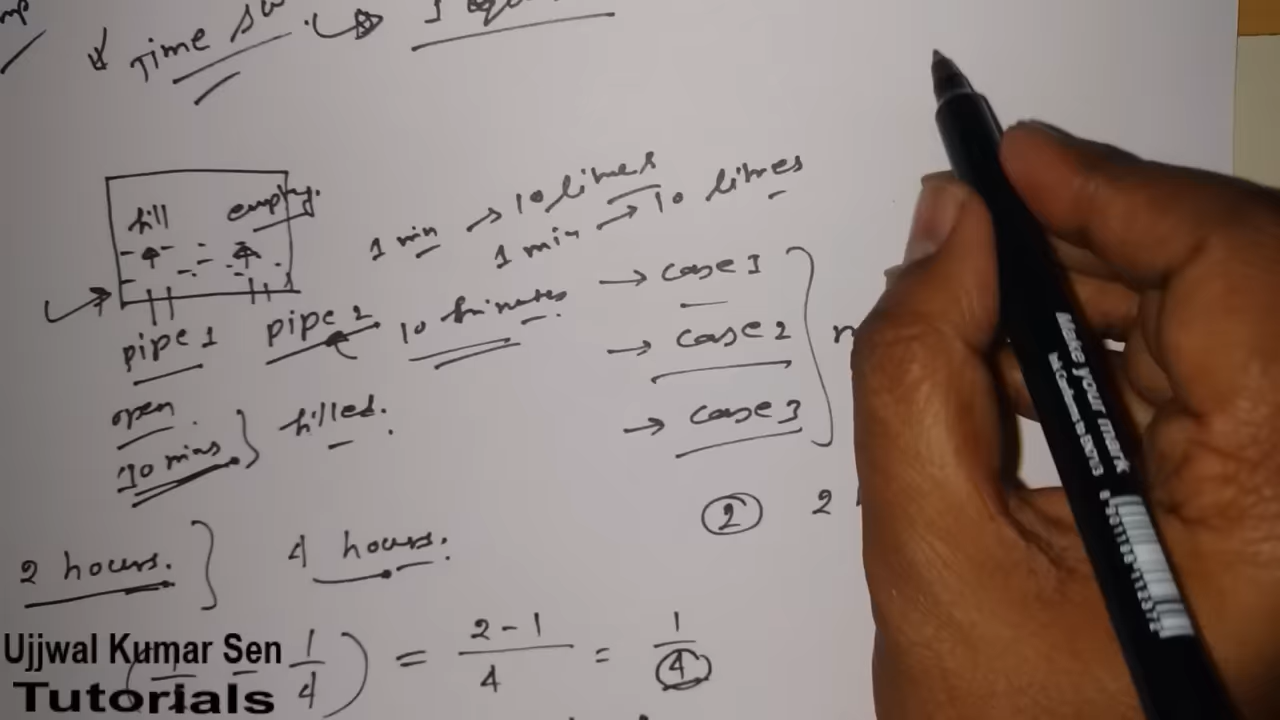 * Time
fill empty.
1 min → 10 litres
1 min → 10 litres
→ case 1
pipe 1 pipe 2 10 minutes
→ case 2
open
filled.
→ case 3
10 mins
② 2
2 hours. 4 hours.
1/4 ) = 2-1/4 = 1/4
Ujjwal Kumar Sen
Tutorials
Make your mark